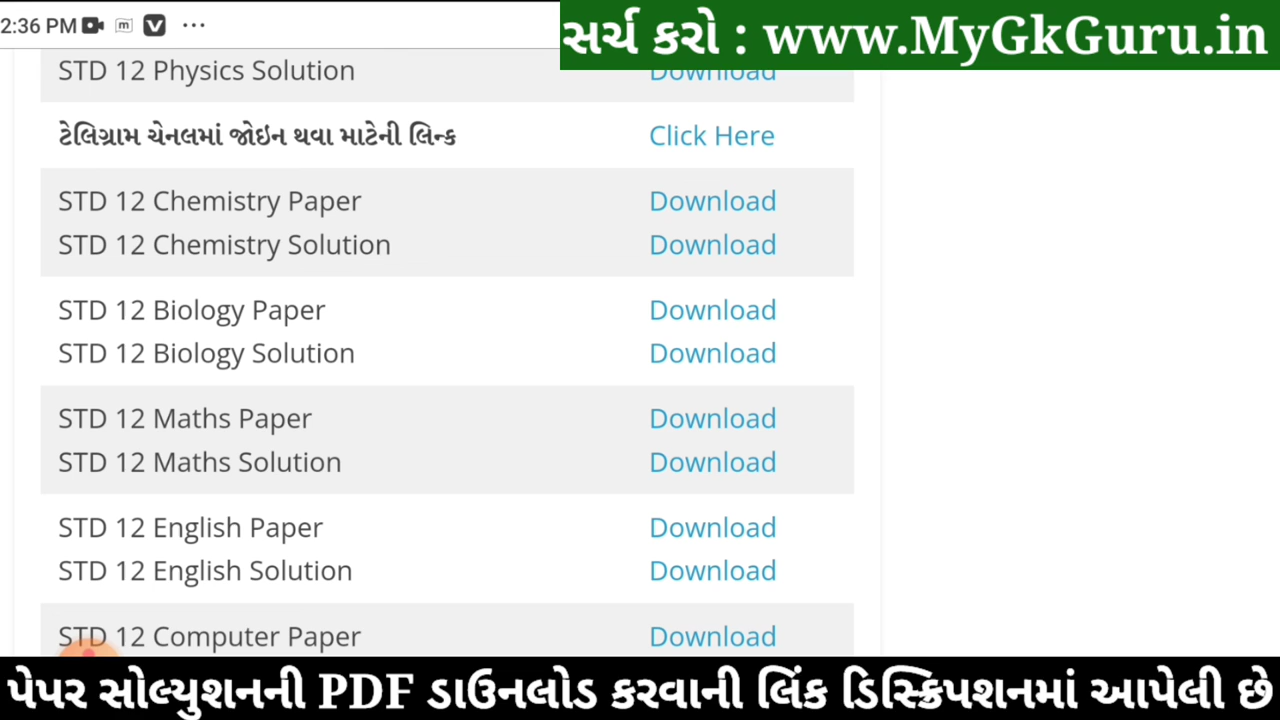 2:36 PM m V ...
સર્ચ કરો : www.MyGkGuru.in
STD 12 Physics Solution Download
ટેલિગ્રામ ચેનલમાં જોઇન થવા માટેની લિન્ક Click Here
STD 12 Chemistry Paper Download
STD 12 Chemistry Solution Download
STD 12 Biology Paper Download
STD 12 Biology Solution Download
STD 12 Maths Paper Download
STD 12 Maths Solution Download
STD 12 English Paper Download
STD 12 English Solution Download
STD 12 Computer Paper Download
પેપર સોલ્યુશનની PDF ડાઉનલોડ કરવાની લિંક ડિસ્ક્રિપશનમાં આપેલી છે